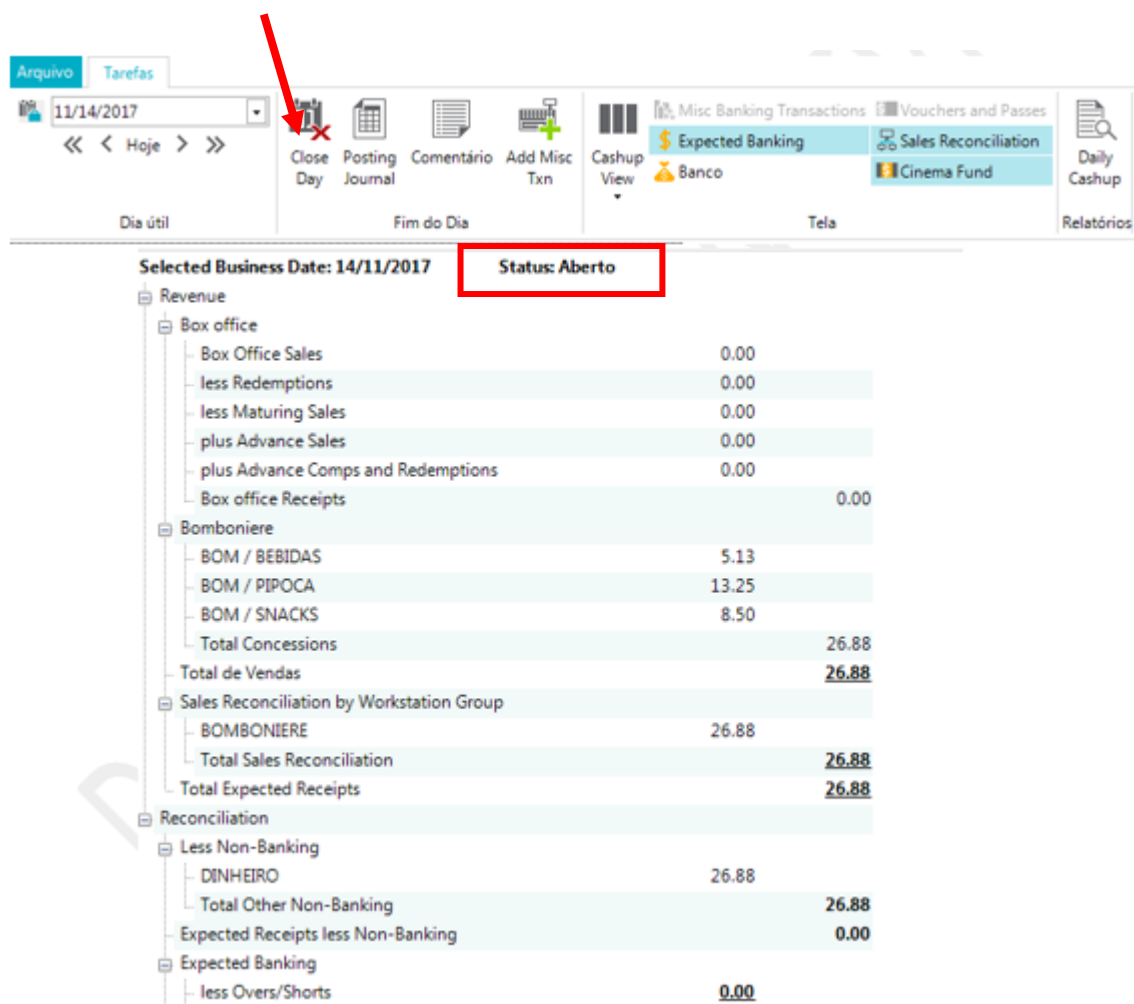 Arquivo Tarefas
11/14/2017
Hoje
Close Day
Posting Journal
Comentário
Add Misc Txn
Cashup View
Misc Banking Transactions
Expected Banking
Banco
Vouchers and Passes
Sales Reconciliation
Cinema Fund
Daily Cashup
Dia útil Fim do Dia Tela Relatórios
Selected Business Date: 14/11/2017 Status: Aberto
Revenue
Box office
Box Office Sales 0.00
less Redemptions 0.00
less Maturing Sales 0.00
plus Advance Sales 0.00
plus Advance Comps and Redemptions 0.00
Box office Receipts 0.00
Bomboniere
BOM / BEBIDAS 5.13
BOM / PIPOCA 13.25
BOM / SNACKS 8.50
Total Concessions 26.88
Total de Vendas 26.88
Sales Reconciliation by Workstation Group
BOMBONIERE 26.88
Total Sales Reconciliation 26.88
Total Expected Receipts 26.88
Reconciliation
Less Non-Banking
DINHEIRO 26.88
Total Other Non-Banking 26.88
Expected Receipts less Non-Banking 0.00
Expected Banking
less Overs/Shorts 0.00